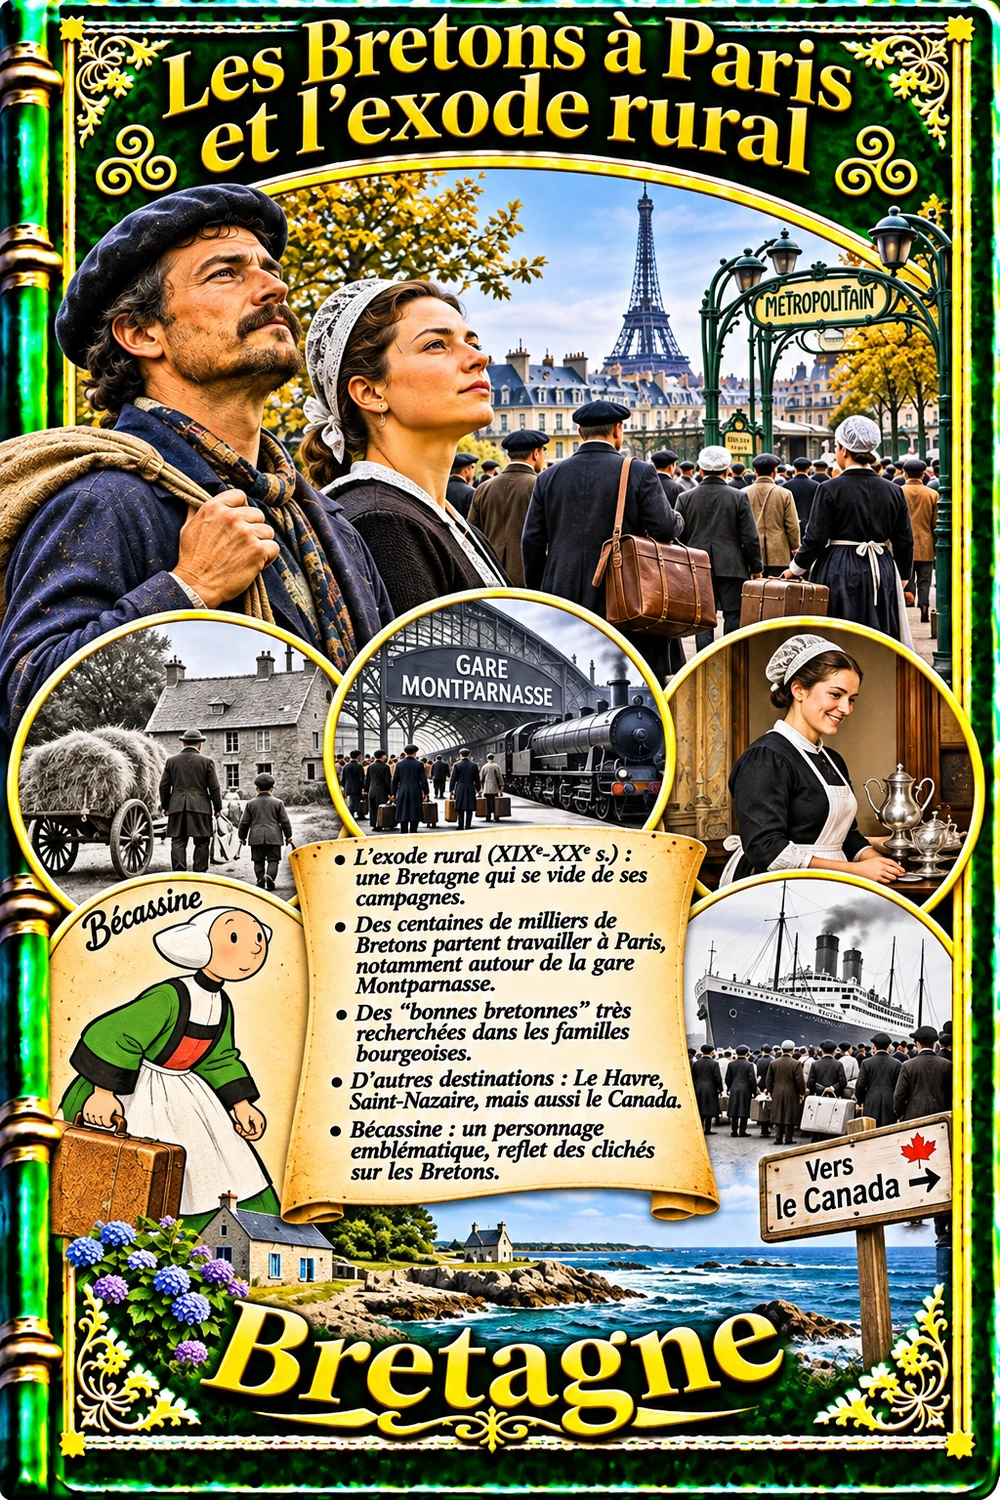 Les Bretons à Paris
et l'exode rural
METROPOLITAIN
GARE
MONTPARNASSE
Bécassine
• L'exode rural (XIXᵉ-XXᵉ s.) :
une Bretagne qui se vide de ses
campagnes.
• Des centaines de milliers de
Bretons partent travailler à Paris,
notamment autour de la gare
Montparnasse.
• Des “bonnes bretonnes” très
recherchées dans les familles
bourgeoises.
• D'autres destinations : Le Havre,
Saint-Nazaire, mais aussi le Canada.
• Bécassine : un personnage
emblématique, reflet des clichés
sur les Bretons.
Vers
le Canada
Bretagne